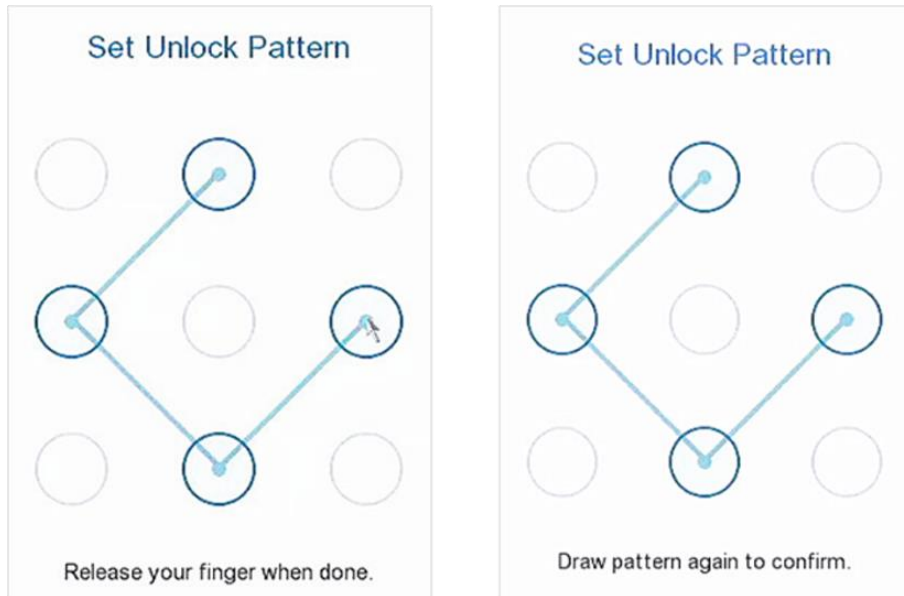 Set Unlock Pattern
Release your finger when done.
Set Unlock Pattern
Draw pattern again to confirm.